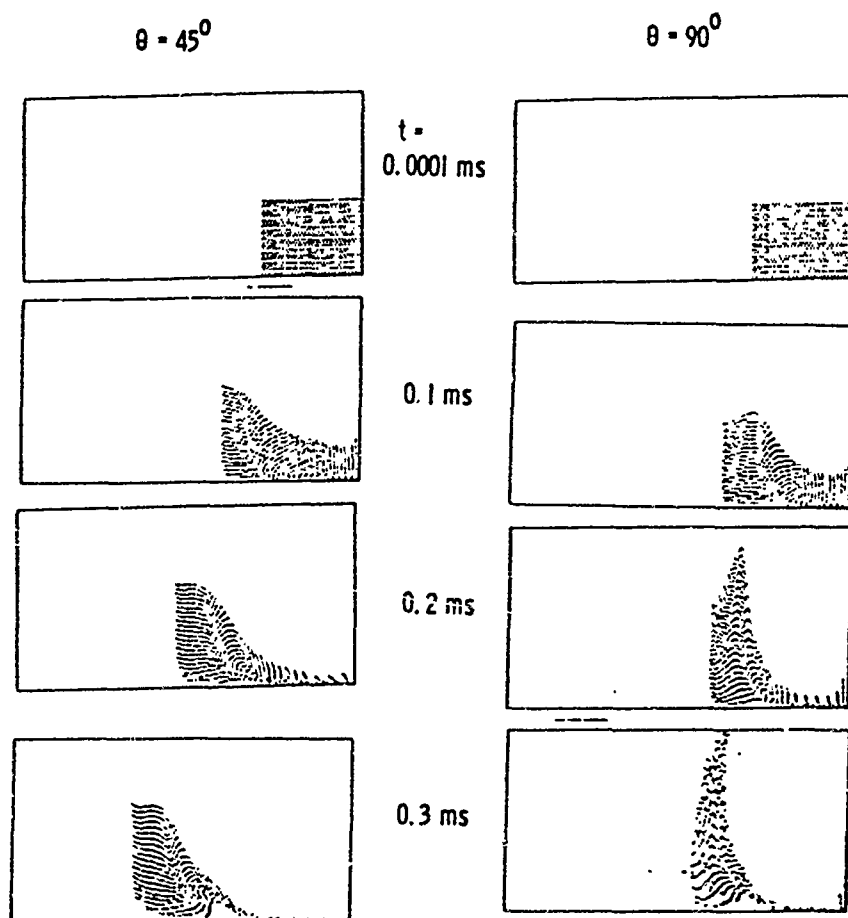 θ = 45⁰
θ = 90⁰
t =
0.0001 ms
0.1 ms
0.2 ms
0.3 ms